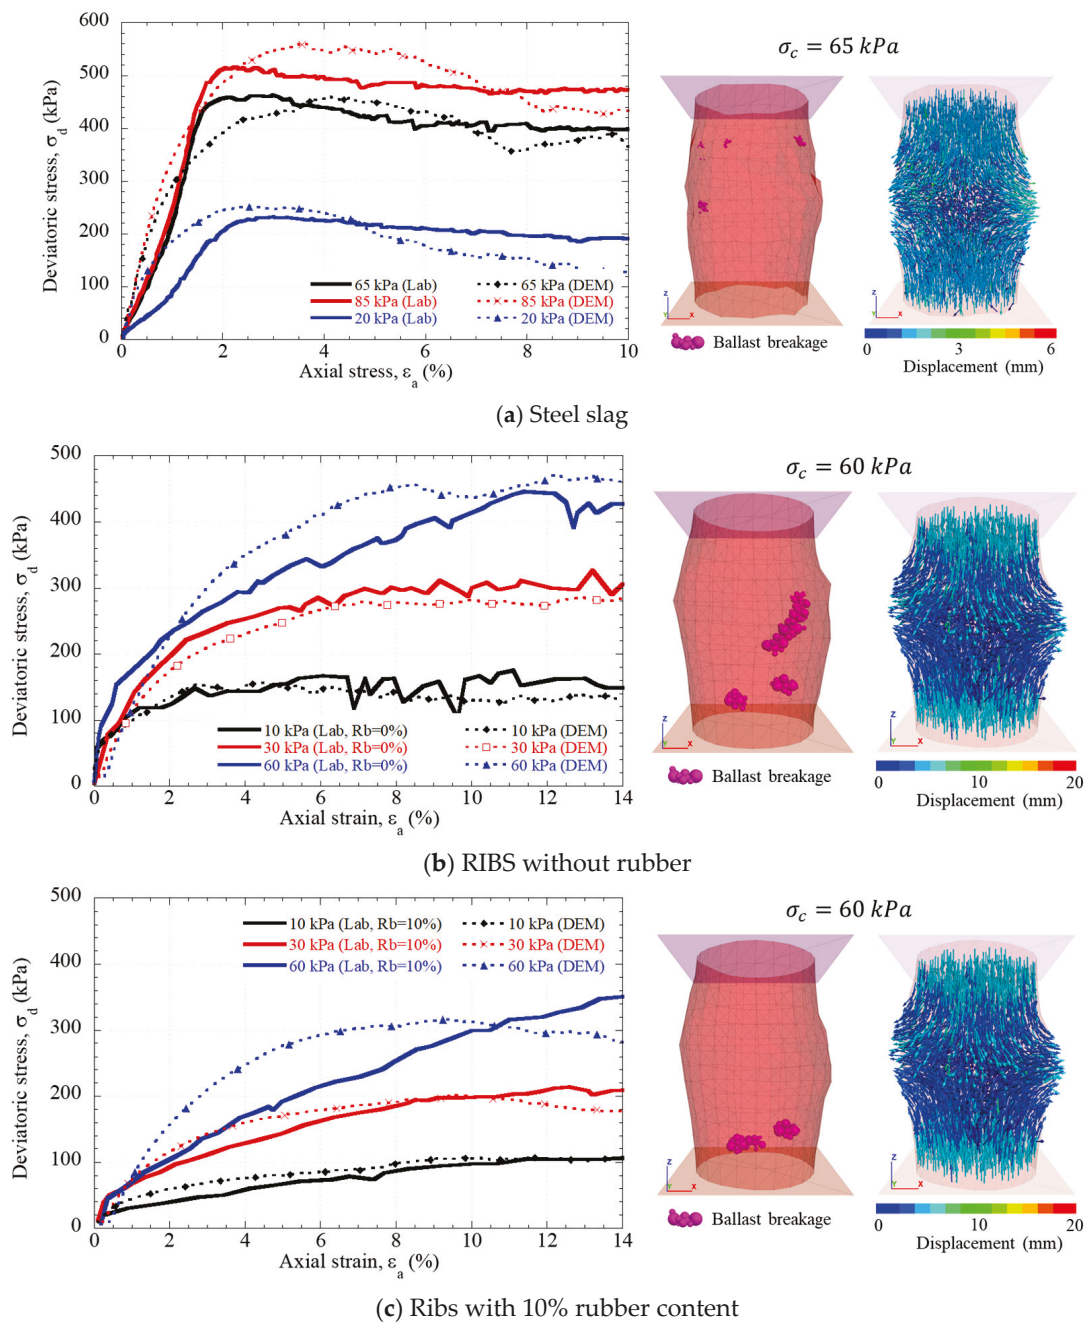 600
500
400
300
200
100
0
Deviatoric stress, σd (kPa)
65 kPa (Lab)
85 kPa (Lab)
20 kPa (Lab)
65 kPa (DEM)
85 kPa (DEM)
20 kPa (DEM)
0 2 4 6 8 10
Axial stress, εa (%)
σc = 65 kPa
Z
Y
X
Ballast breakage
Z
Y
X
0 3 6
Displacement (mm)
(a) Steel slag
500
400
300
200
100
0
Deviatoric stress, σd (kPa)
10 kPa (Lab, Rb=0%)
30 kPa (Lab, Rb=0%)
60 kPa (Lab, Rb=0%)
10 kPa (DEM)
30 kPa (DEM)
60 kPa (DEM)
0 2 4 6 8 10 12 14
Axial strain, εa (%)
σc = 60 kPa
Z
Y
X
Ballast breakage
Z
Y
X
0 10 20
Displacement (mm)
(b) RIBS without rubber
500
400
300
200
100
0
Deviatoric stress, σd (kPa)
10 kPa (Lab, Rb=10%)
30 kPa (Lab, Rb=10%)
60 kPa (Lab, Rb=10%)
10 kPa (DEM)
30 kPa (DEM)
60 kPa (DEM)
0 2 4 6 8 10 12 14
Axial strain, εa (%)
σc = 60 kPa
Z
Y
X
Ballast breakage
Z
Y
X
0 10 20
Displacement (mm)
(c) Ribs with 10% rubber content